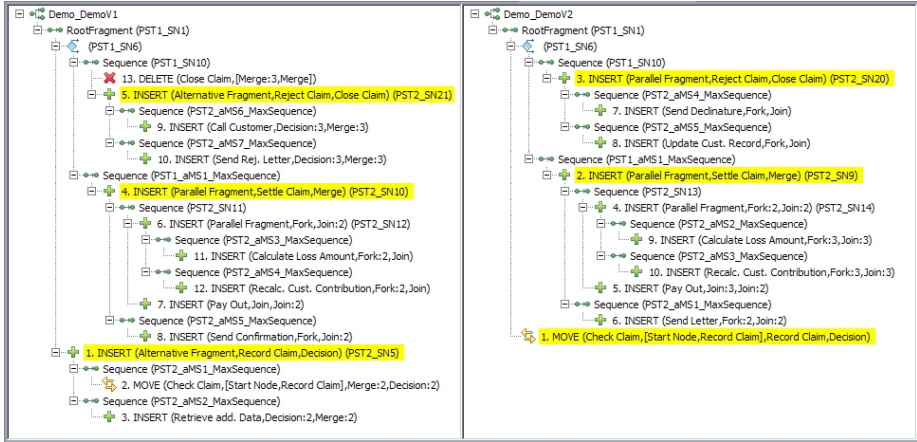 Demo_DemoV1
RootFragment (PST1_SN1)
(PST1_SN6)
Sequence (PST1_SN10)
13. DELETE (Close Claim,[Merge:3,Merge])
5. INSERT (Alternative Fragment,Reject Claim,Close Claim) (PST2_SN21)
Sequence (PST2_aMS6_MaxSequence)
9. INSERT (Call Customer,Decision:3,Merge:3)
Sequence (PST2_aMS7_MaxSequence)
10. INSERT (Send Rej. Letter,Decision:3,Merge:3)
Sequence (PST1_aMS1_MaxSequence)
4. INSERT (Parallel Fragment,Settle Claim,Merge) (PST2_SN10)
Sequence (PST2_SN11)
6. INSERT (Parallel Fragment,Fork,Join:2) (PST2_SN12)
Sequence (PST2_aMS3_MaxSequence)
11. INSERT (Calculate Loss Amount,Fork:2,Join)
Sequence (PST2_aMS4_MaxSequence)
12. INSERT (Recalc. Cust. Contribution,Fork:2,Join)
7. INSERT (Pay Out,Join,Join:2)
Sequence (PST2_aMS5_MaxSequence)
8. INSERT (Send Confirmation,Fork,Join:2)
1. INSERT (Alternative Fragment,Record Claim,Decision) (PST2_SN5)
Sequence (PST2_aMS1_MaxSequence)
2. MOVE (Check Claim,[Start Node,Record Claim],Merge:2,Decision:2)
Sequence (PST2_aMS2_MaxSequence)
3. INSERT (Retrieve add. Data,Decision:2,Merge:2)
Demo_DemoV2
RootFragment (PST1_SN1)
(PST1_SN6)
Sequence (PST1_SN10)
3. INSERT (Parallel Fragment,Reject Claim,Close Claim) (PST2_SN20)
Sequence (PST2_aMS4_MaxSequence)
7. INSERT (Send Declinature,Fork,Join)
Sequence (PST2_aMS5_MaxSequence)
8. INSERT (Update Cust. Record,Fork,Join)
Sequence (PST1_aMS1_MaxSequence)
2. INSERT (Parallel Fragment,Settle Claim,Merge) (PST2_SN9)
Sequence (PST2_SN13)
4. INSERT (Parallel Fragment,Fork:2,Join:2) (PST2_SN14)
Sequence (PST2_aMS2_MaxSequence)
9. INSERT (Calculate Loss Amount,Fork:3,Join:3)
Sequence (PST2_aMS3_MaxSequence)
10. INSERT (Recalc. Cust. Contribution,Fork:3,Join:3)
5. INSERT (Pay Out,Join:3,Join:2)
Sequence (PST2_aMS1_MaxSequence)
6. INSERT (Send Letter,Fork:2,Join:2)
1. MOVE (Check Claim,[Start Node,Record Claim],Record Claim,Decision)